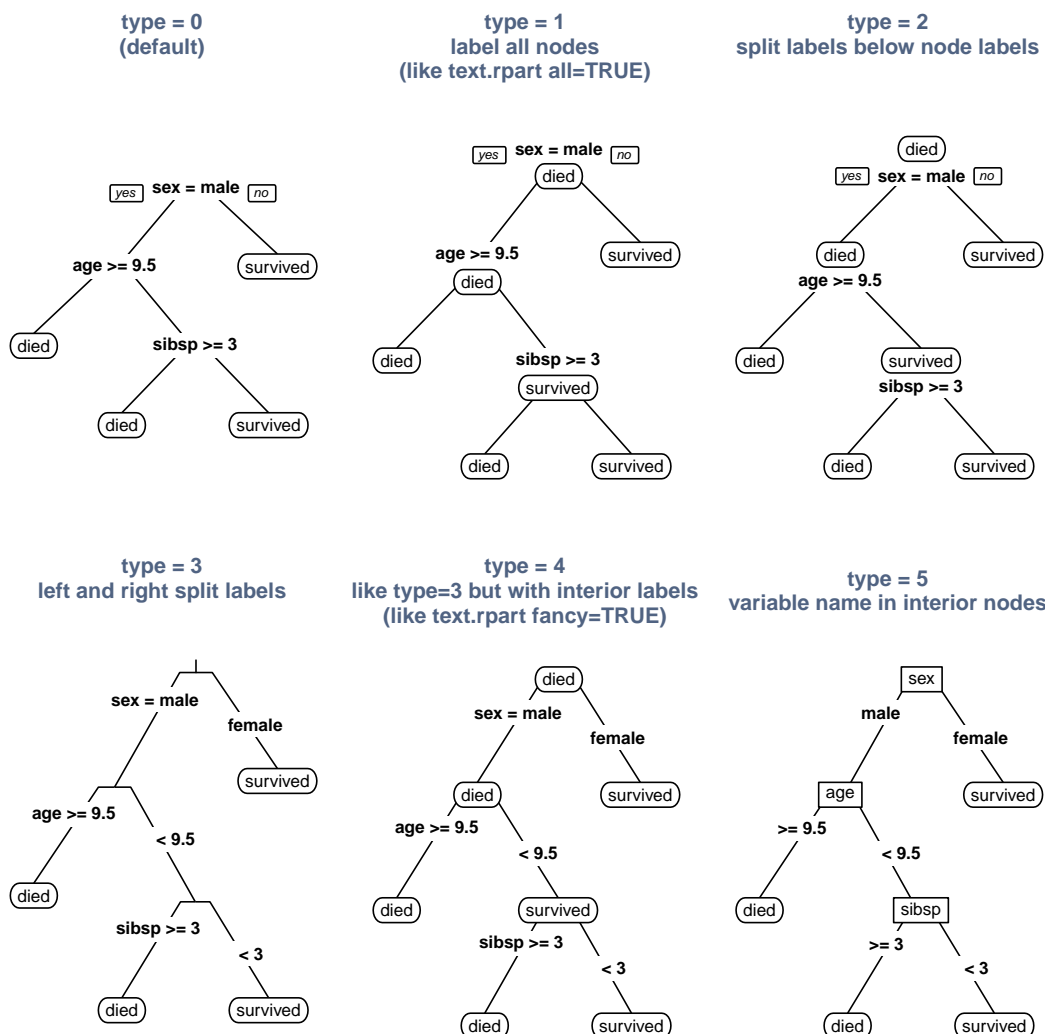 type = 0
(default)
yes sex = male no
age >= 9.5
survived
died
sibsp >= 3
died
survived
type = 1
label all nodes
(like text.rpart all=TRUE)
yes sex = male no
died
age >= 9.5
survived
died
died
sibsp >= 3
survived
died
survived
type = 2
split labels below node labels
died
yes sex = male no
died
survived
age >= 9.5
died
survived
sibsp >= 3
died
survived
type = 3
left and right split labels
sex = male
female
survived
age >= 9.5
< 9.5
died
sibsp >= 3
< 3
died
survived
type = 4
like type=3 but with interior labels
(like text.rpart fancy=TRUE)
died
sex = male
female
died
survived
age >= 9.5
< 9.5
died
survived
sibsp >= 3
< 3
died
survived
type = 5
variable name in interior nodes
sex
male
female
age
survived
>= 9.5
< 9.5
died
sibsp
>= 3
< 3
died
survived